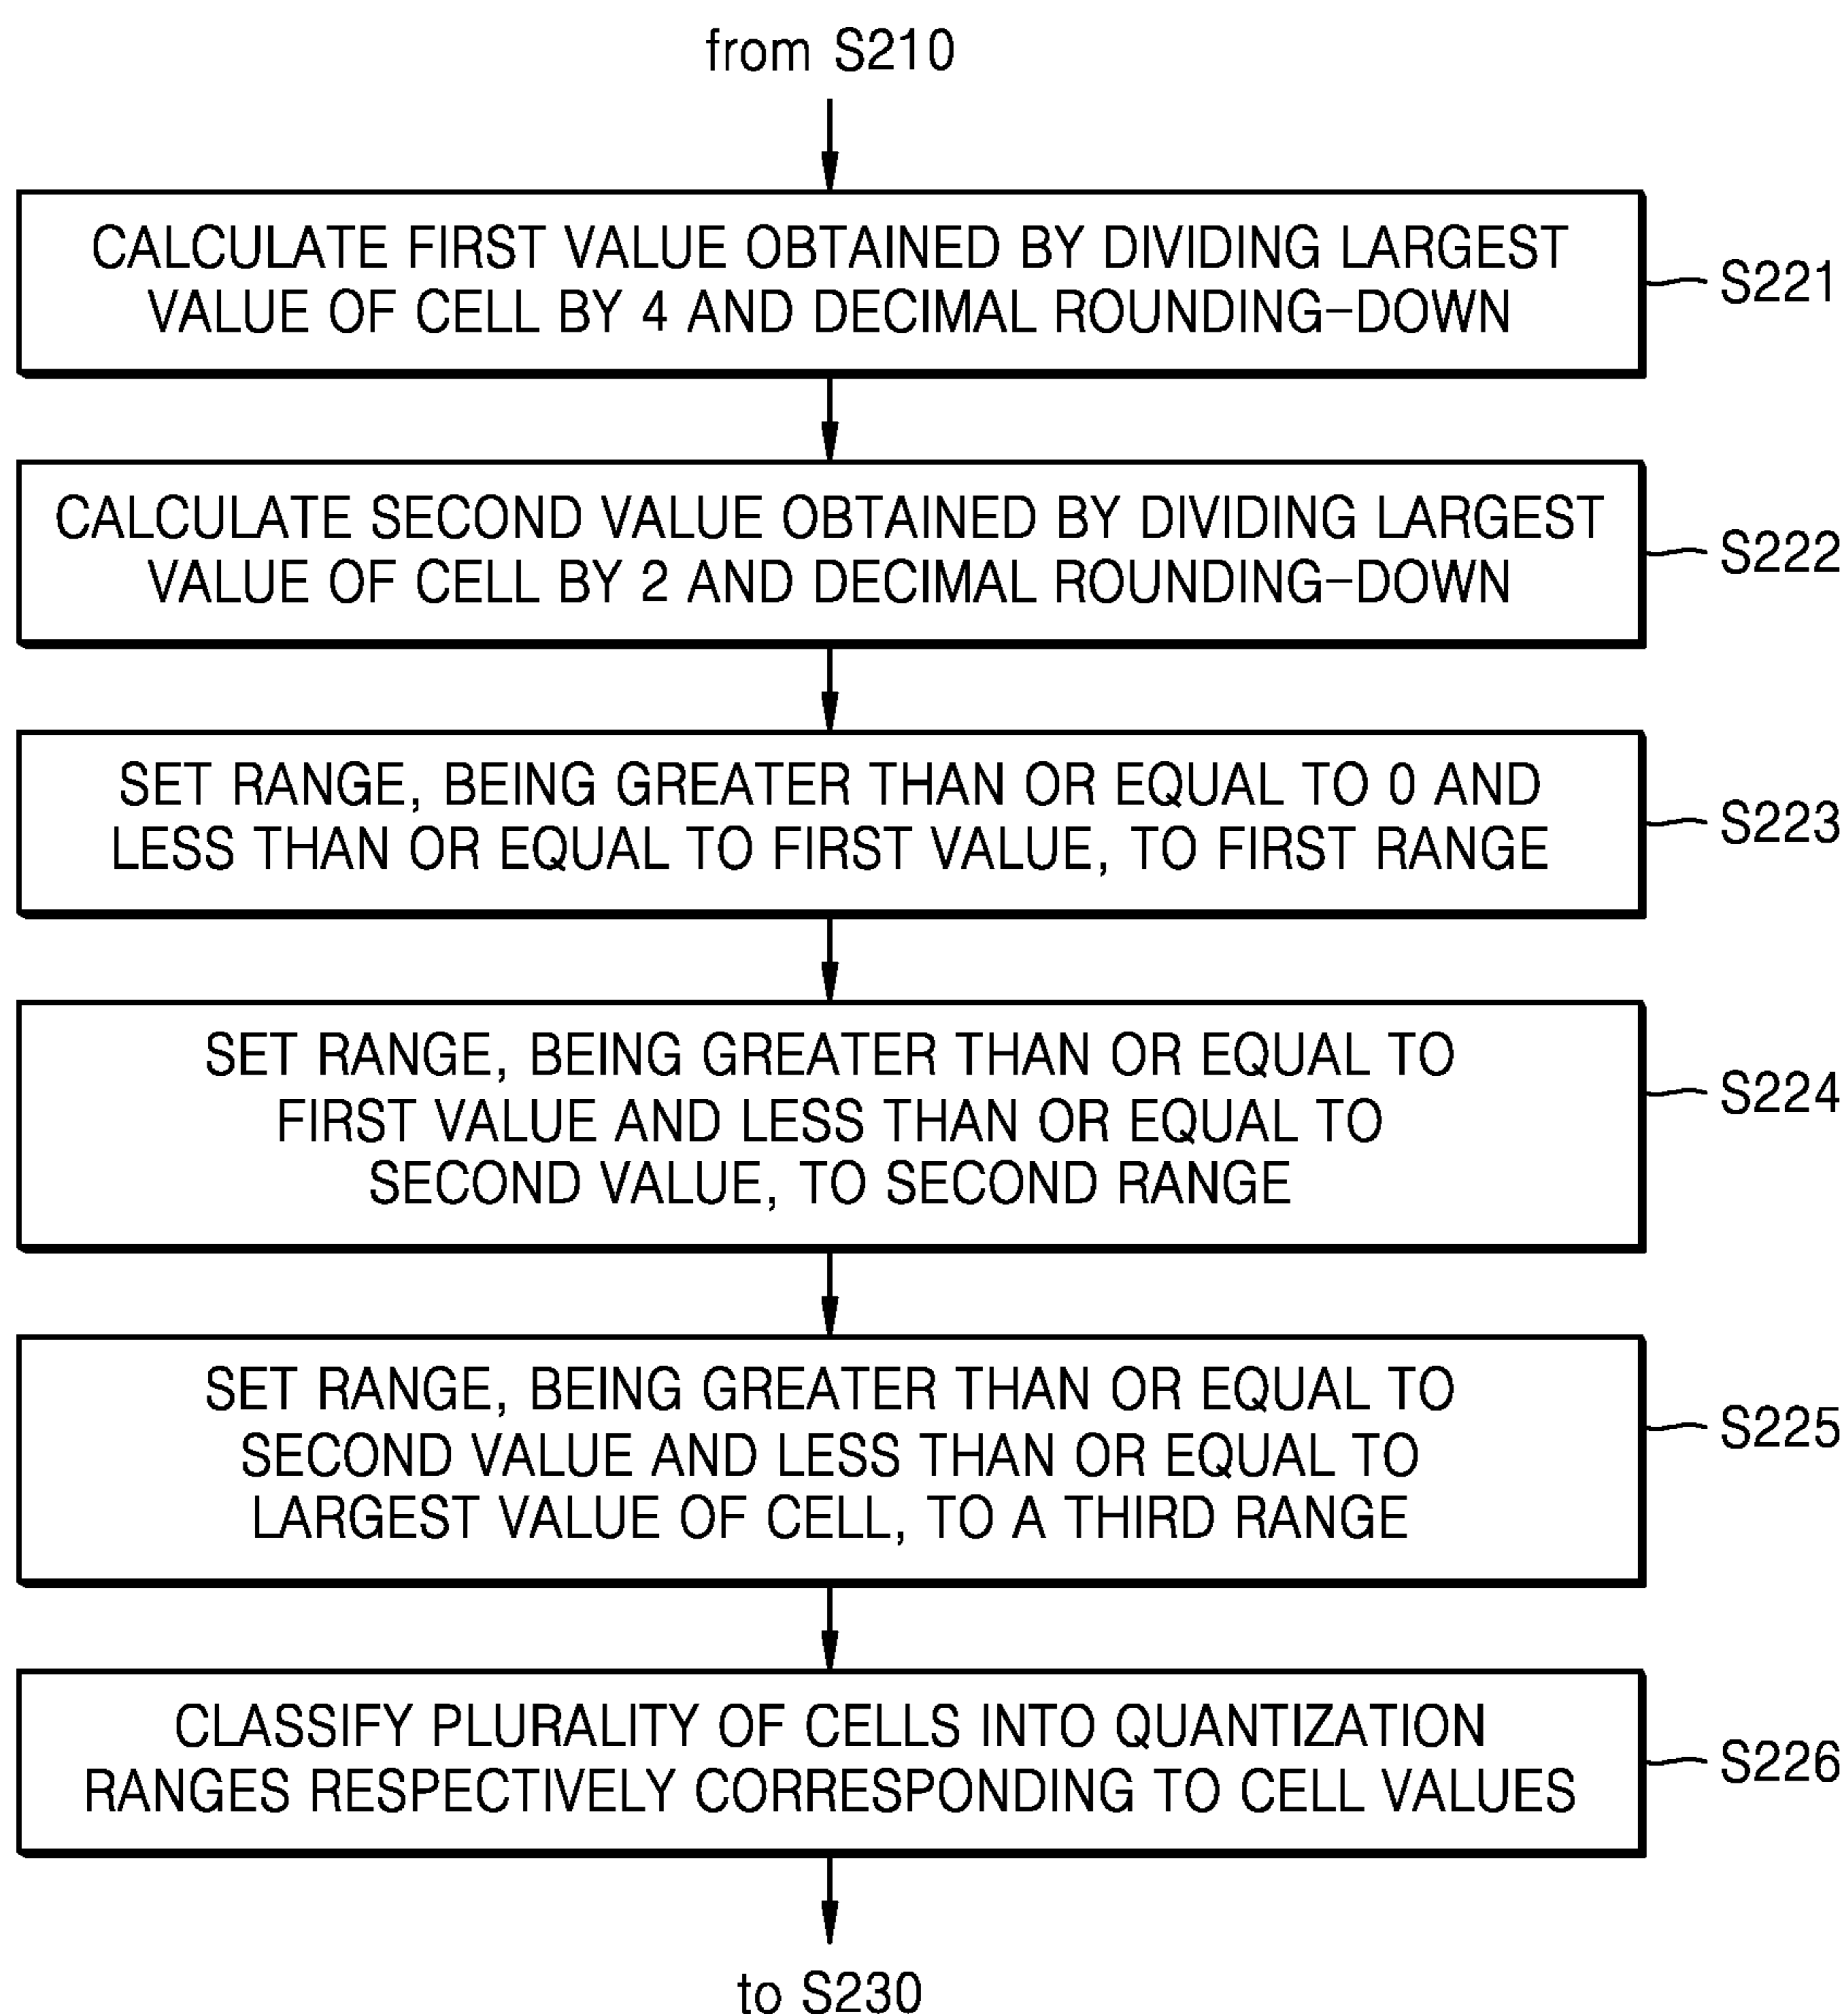 from S210
CALCULATE FIRST VALUE OBTAINED BY DIVIDING LARGEST
VALUE OF CELL BY 4 AND DECIMAL ROUNDING-DOWN
S221
CALCULATE SECOND VALUE OBTAINED BY DIVIDING LARGEST
VALUE OF CELL BY 2 AND DECIMAL ROUNDING-DOWN
S222
SET RANGE, BEING GREATER THAN OR EQUAL TO 0 AND
LESS THAN OR EQUAL TO FIRST VALUE, TO FIRST RANGE
S223
SET RANGE, BEING GREATER THAN OR EQUAL TO
FIRST VALUE AND LESS THAN OR EQUAL TO
SECOND VALUE, TO SECOND RANGE
S224
SET RANGE, BEING GREATER THAN OR EQUAL TO
SECOND VALUE AND LESS THAN OR EQUAL TO
LARGEST VALUE OF CELL, TO A THIRD RANGE
S225
CLASSIFY PLURALITY OF CELLS INTO QUANTIZATION
RANGES RESPECTIVELY CORRESPONDING TO CELL VALUES
S226
to S230